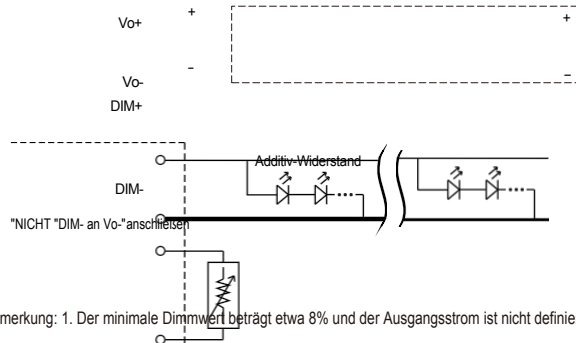 Vo+ + +
Vo- - -
DIM+
Additiv-Widerstand
DIM-
"NICHT "DIM- an Vo-"anschließen
merkung: 1. Der minimale Dimmwert beträgt etwa 8% und der Ausgangsstrom ist nicht definie